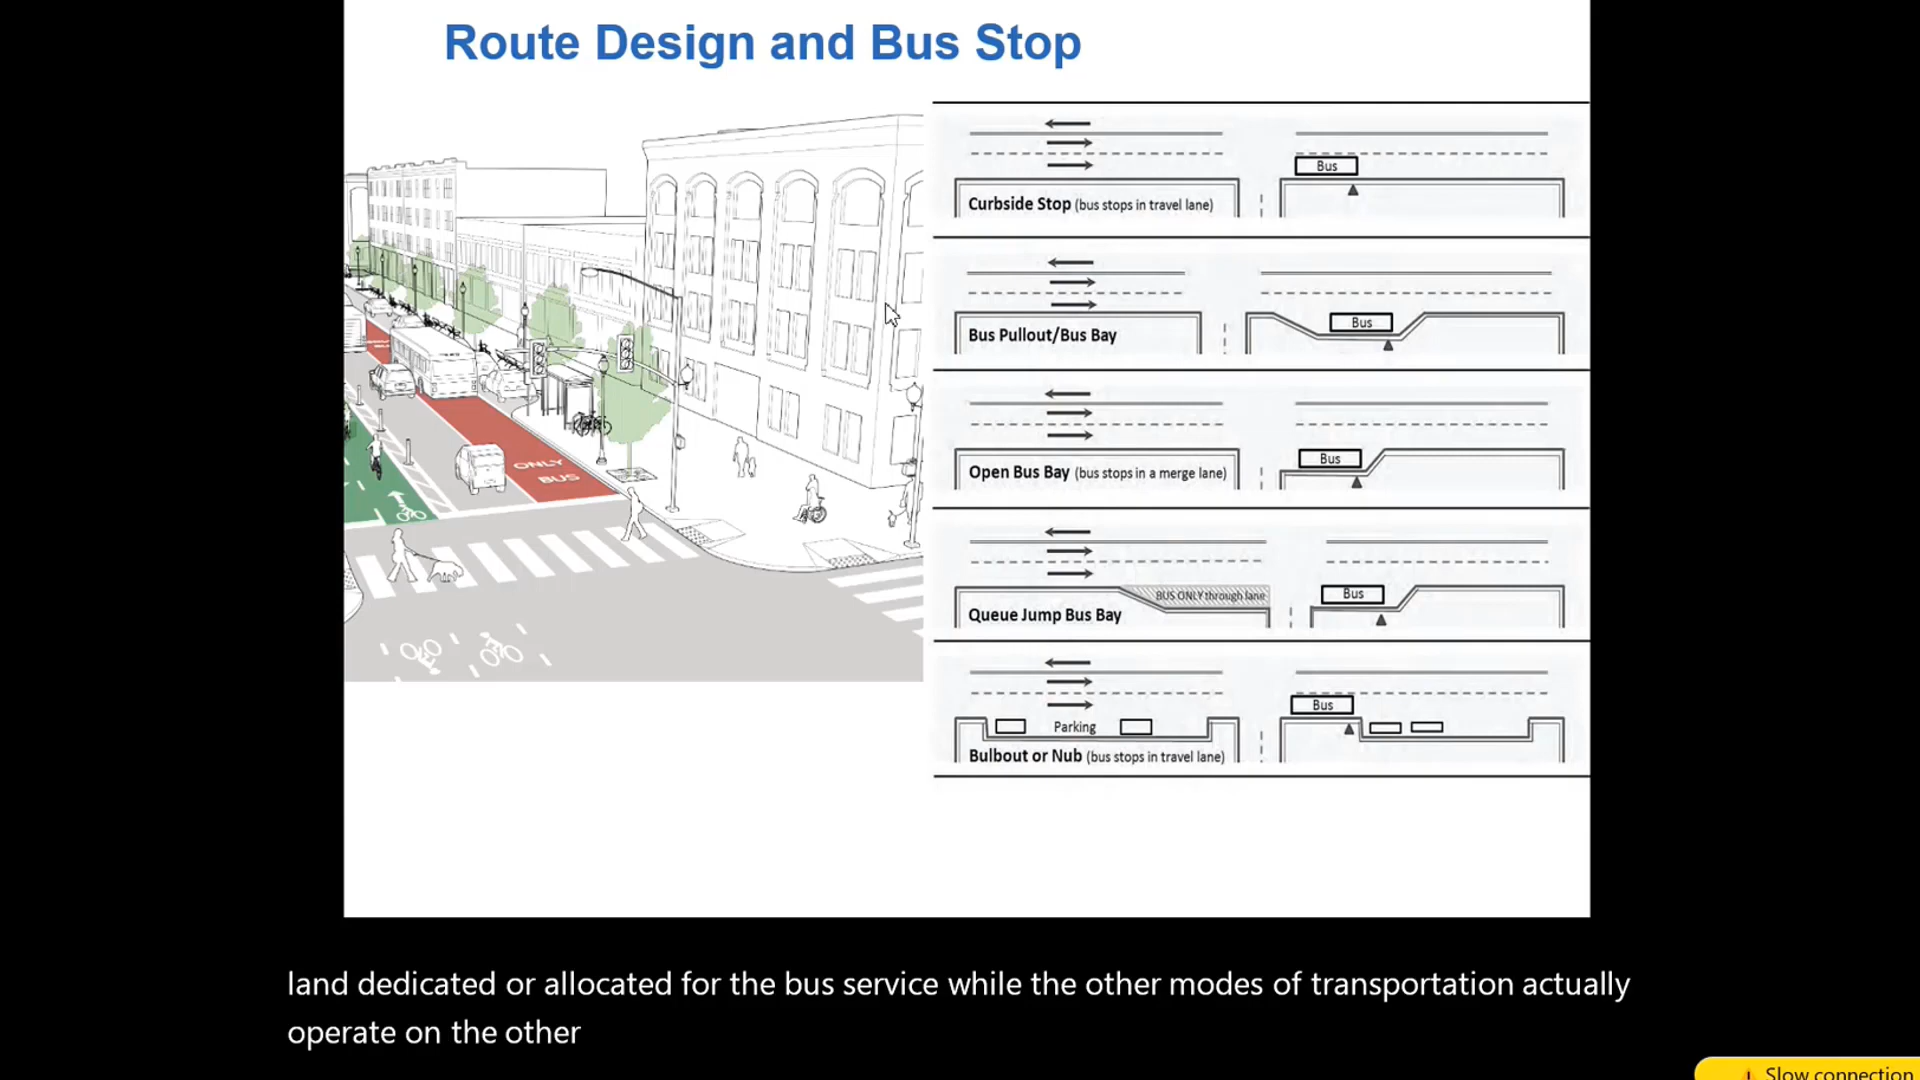 Route Design and Bus Stop
ONLY
BUS
Bus
Curbside Stop (bus stops in travel lane)
Bus
Bus Pullout/Bus Bay
Bus
Open Bus Bay (bus stops in a merge lane)
BUS ONLY through lane
Bus
Queue Jump Bus Bay
Bus
Parking
Bulbout or Nub (bus stops in travel lane)
land dedicated or allocated for the bus service while the other modes of transportation actually
operate on the other
Slow connection